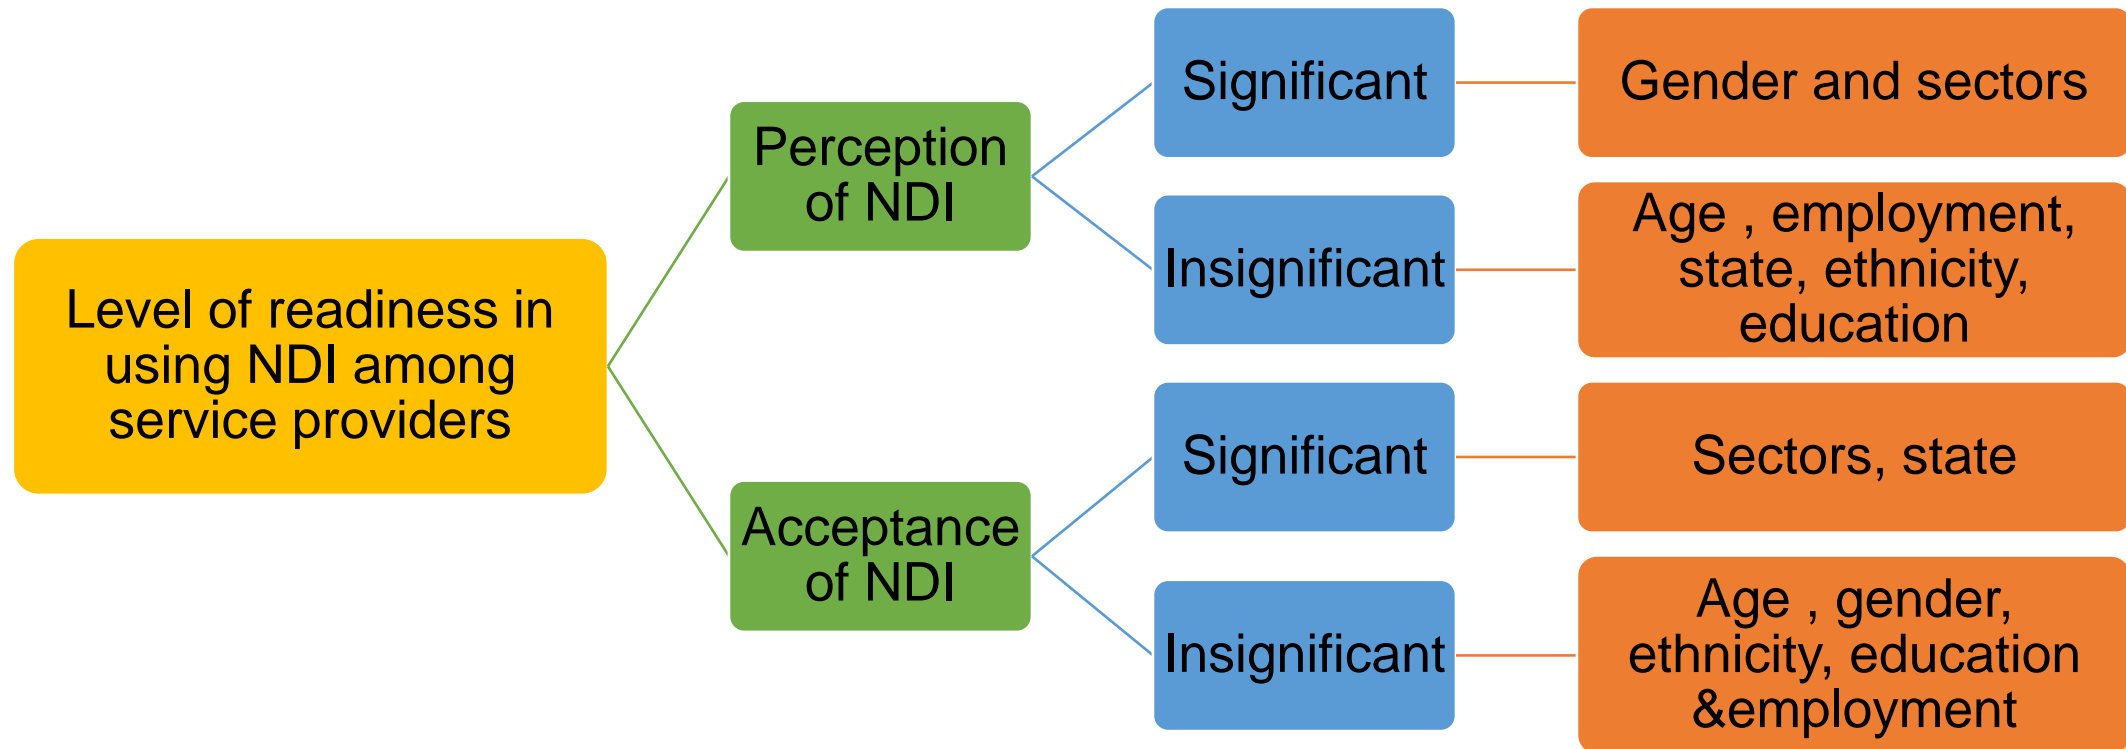 Level of readiness in
using NDI among
service providers
Perception
of NDI
Significant
Gender and sectors
Insignificant
Age , employment,
state, ethnicity,
education
Acceptance
of NDI
Significant
Sectors, state
Insignificant
Age , gender,
ethnicity, education
&employment